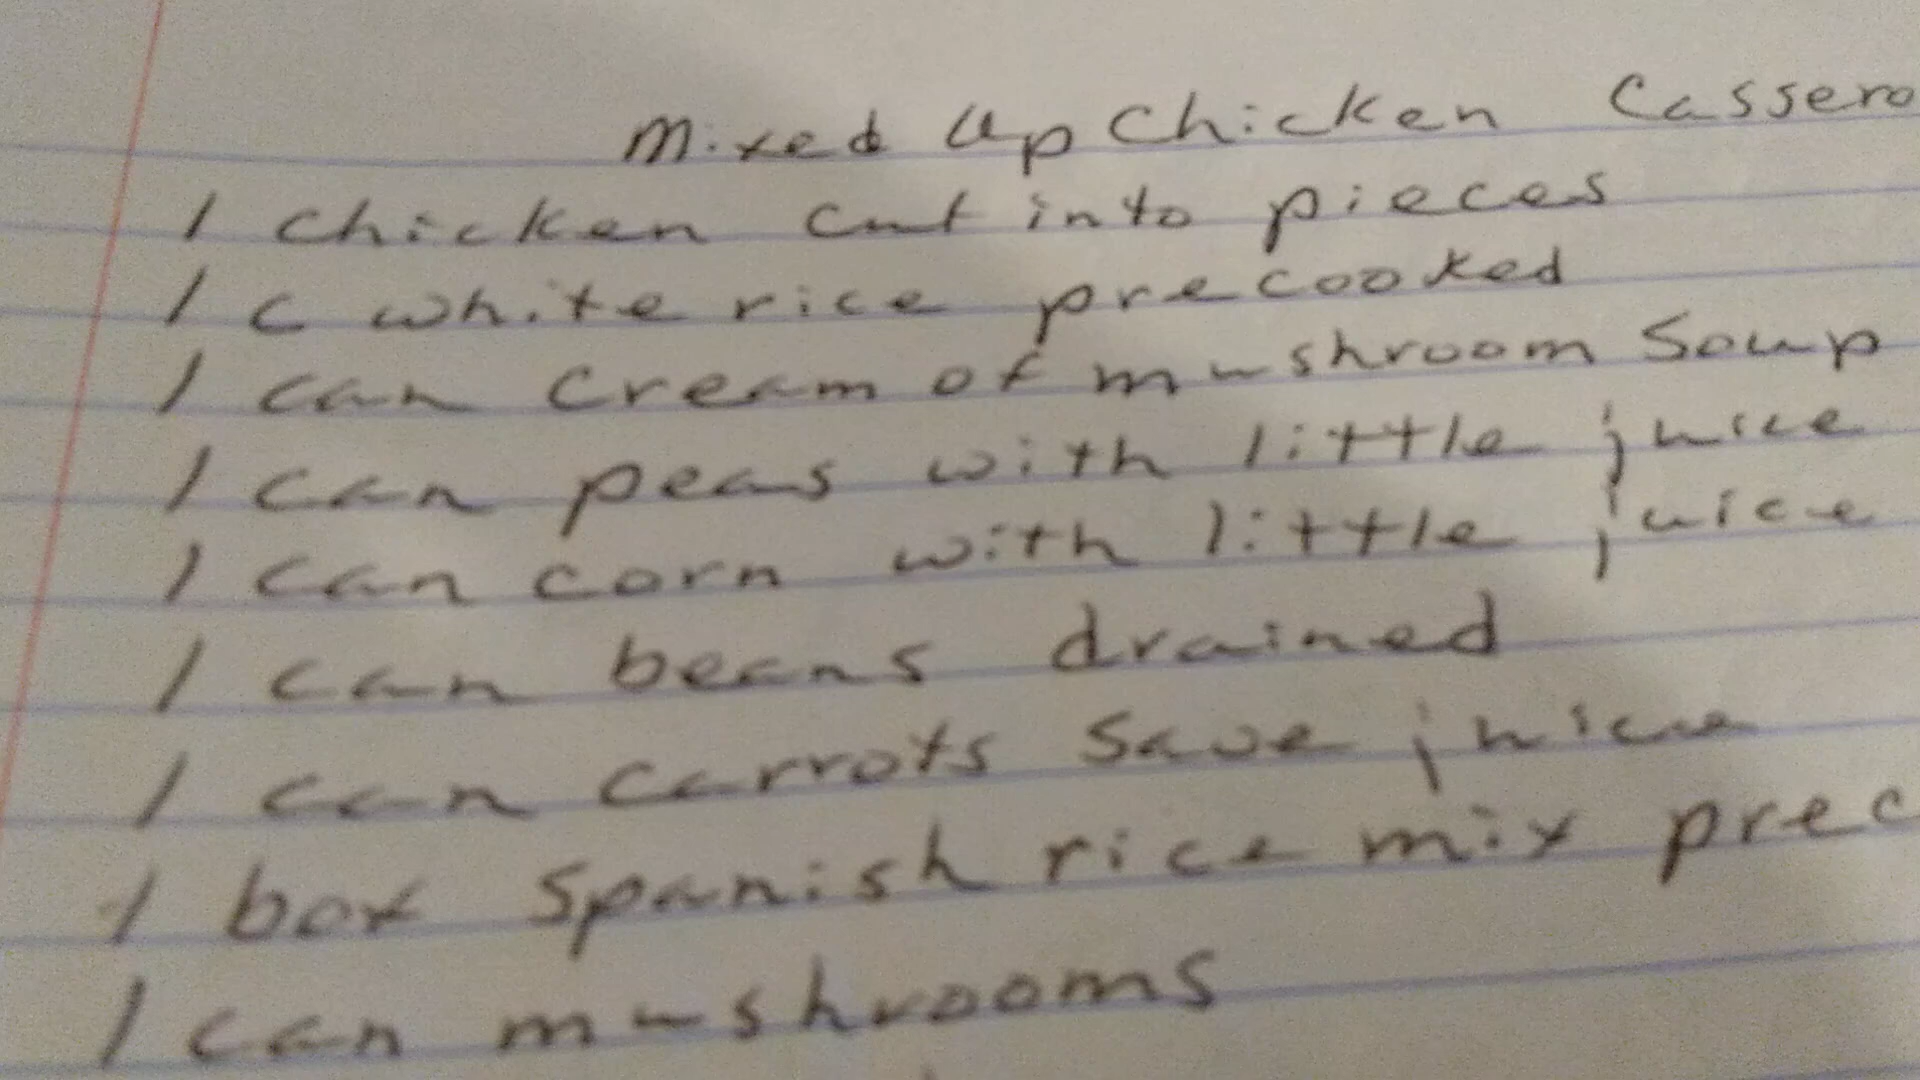 Mixed Up Chicken Cassero
1 chicken cut into pieces
1 c white rice precooked
1 can cream of mushroom Soup
1 can peas with little juice
1 can corn with little juice
1 can beans drained
1 can carrots save juice
1 box Spanish rice mix prec
1 can mushrooms